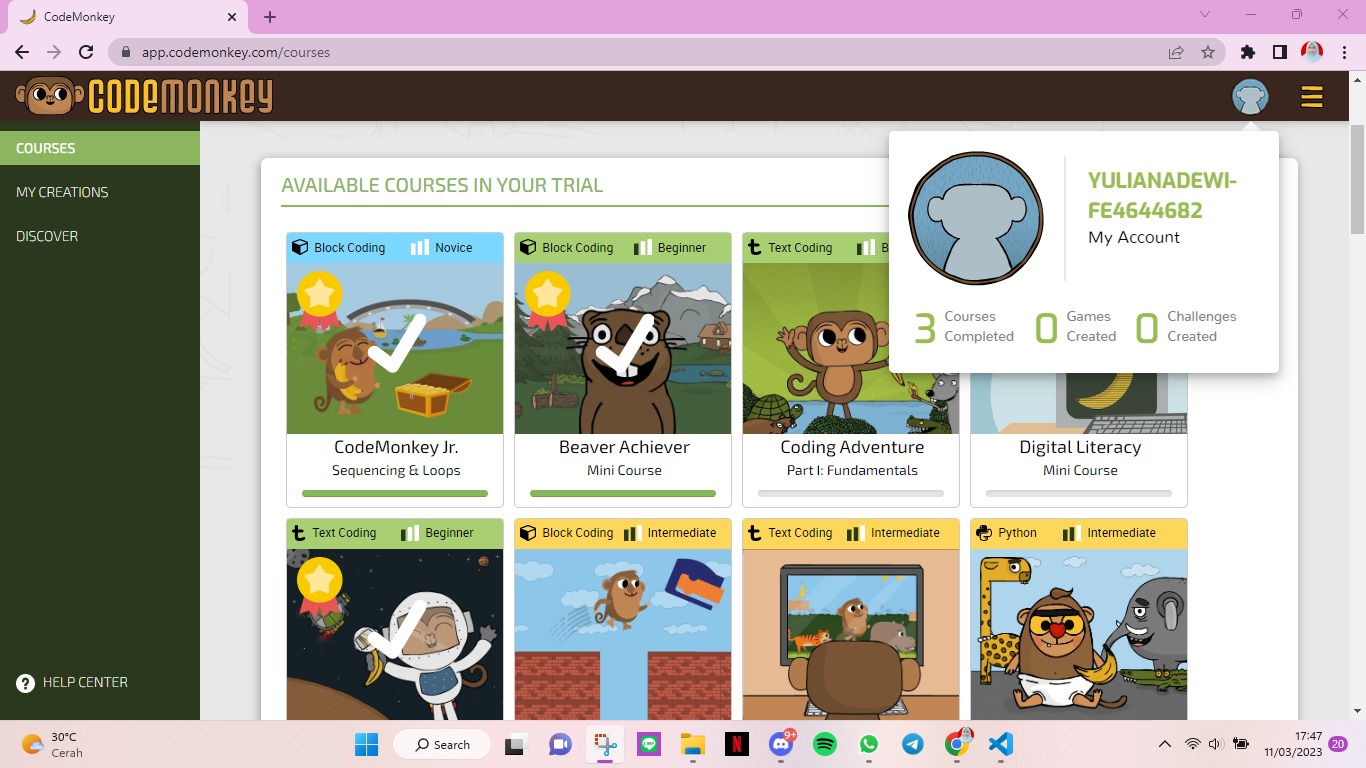 CodeMonkey
app.codemonkey.com/courses
CODEMONKEY
COURSES
MY CREATIONS
DISCOVER
HELP CENTER
AVAILABLE COURSES IN YOUR TRIAL
YULIANADEWI-
FE4644682
My Account
3 Courses Completed
0 Games Created
0 Challenges Created
Block Coding Novice
CodeMonkey Jr.
Sequencing & Loops
Block Coding Beginner
Beaver Achiever
Mini Course
Text Coding B
Coding Adventure
Part I: Fundamentals
Digital Literacy
Mini Course
Text Coding Beginner
Block Coding Intermediate
Text Coding Intermediate
Python Intermediate
30°C
Cerah
Search
LINE
N
9+
17:47
11/03/2023
20